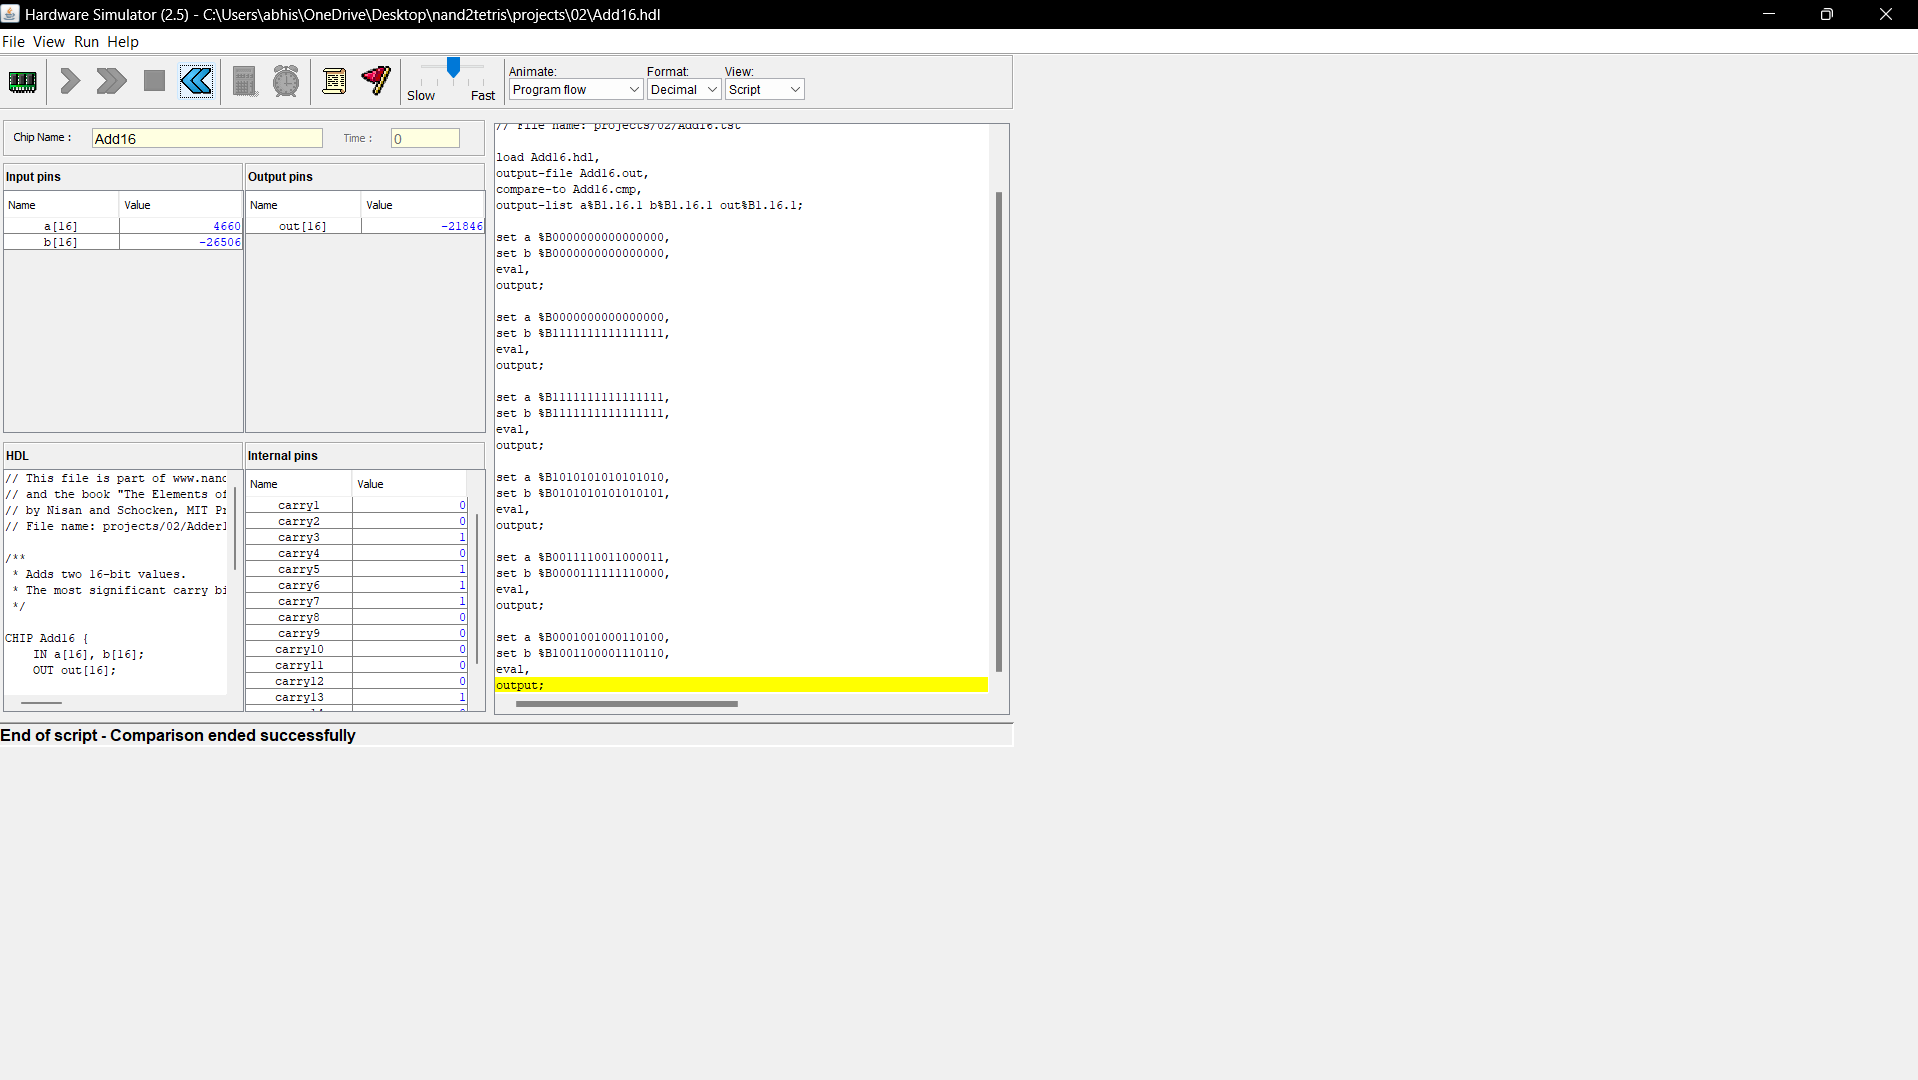 Hardware Simulator (2.5) - C:\Users\abhis\OneDrive\Desktop\nand2tetris\projects\02\Add16.hdl
File View Run Help
Slow Fast
Animate: Format: View:
Program flow Decimal Script
Chip Name : Add16 Time : 0
Input pins
Name Value
a[16] 4660
b[16] -26506
Output pins
Name Value
out[16] -21846
HDL
// This file is part of www.nand
// and the book "The Elements of
// by Nisan and Schocken, MIT Pr
// File name: projects/02/Adder1
/**
* Adds two 16-bit values.
* The most significant carry bi
*/
CHIP Add16 {
IN a[16], b[16];
OUT out[16];
Internal pins
Name Value
carry1 0
carry2 0
carry3 1
carry4 0
carry5 1
carry6 1
carry7 1
carry8 0
carry9 0
carry10 0
carry11 0
carry12 0
carry13 1
// File name: projects/02/Add16.tst
load Add16.hdl,
output-file Add16.out,
compare-to Add16.cmp,
output-list a%B1.16.1 b%B1.16.1 out%B1.16.1;
set a %B0000000000000000,
set b %B0000000000000000,
eval,
output;
set a %B0000000000000000,
set b %B1111111111111111,
eval,
output;
set a %B1111111111111111,
set b %B1111111111111111,
eval,
output;
set a %B1010101010101010,
set b %B0101010101010101,
eval,
output;
set a %B0011110011000011,
set b %B0000111111110000,
eval,
output;
set a %B0001001000110100,
set b %B1001100001110110,
eval,
output;
End of script - Comparison ended successfully